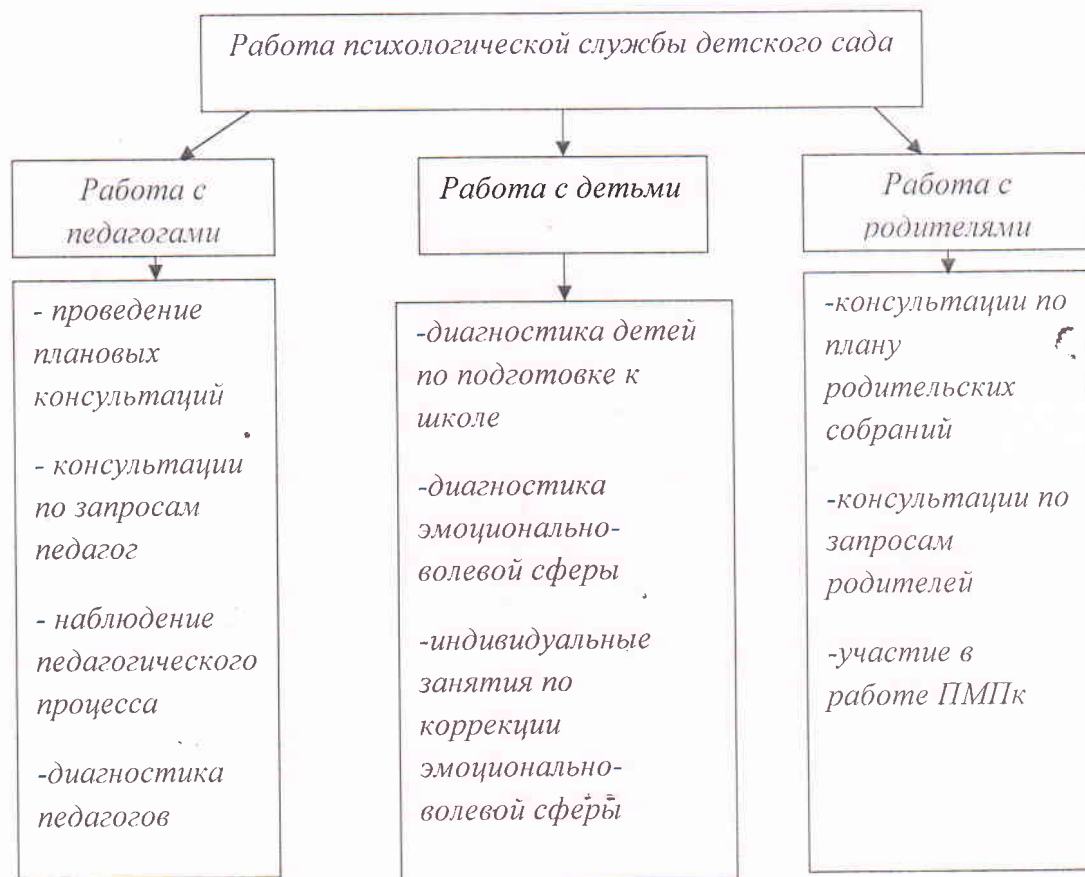 Работа психологической службы детского сада
Работа с
педагогами
Работа с детьми
Работа с
родителями
- проведение
плановых
консультаций
- консультации
по запросам
педагог
- наблюдение
педагогического
процесса
-диагностика
педагогов
-диагностика детей
по подготовке к
школе
-диагностика
эмоционально-
волевой сферы
-индивидуальные
занятия по
коррекции
эмоционально-
волевой сферы
-консультации по
плану
родительских
собраний
-консультации по
запросам
родителей
-участие в
работе ПМПк